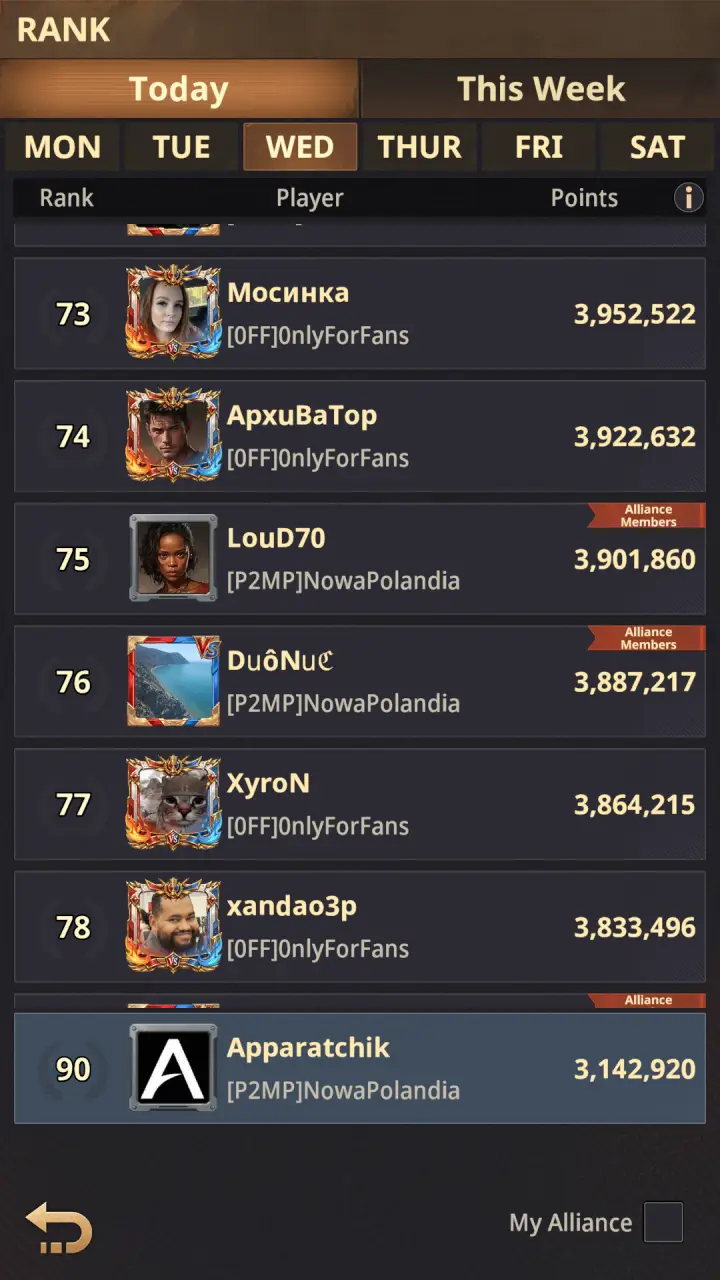 RANK
Today
This Week
MON
TUE
WED
THUR
FRI
SAT
Rank
Player
Points
73
Мосинка
[0FF]0nlyForFans
3,952,522
74
АрхиВаТор
[0FF]0nlyForFans
3,922,632
Alliance
Members
75
LouD70
[P2MP]NowaPolandia
3,901,860
Alliance
Members
76
DuôNuℭ
[P2MP]NowaPolandia
3,887,217
77
XyroN
[0FF]0nlyForFans
3,864,215
78
xandao3p
[0FF]0nlyForFans
3,833,496
Alliance
90
Apparatchik
[P2MP]NowaPolandia
3,142,920
My Alliance